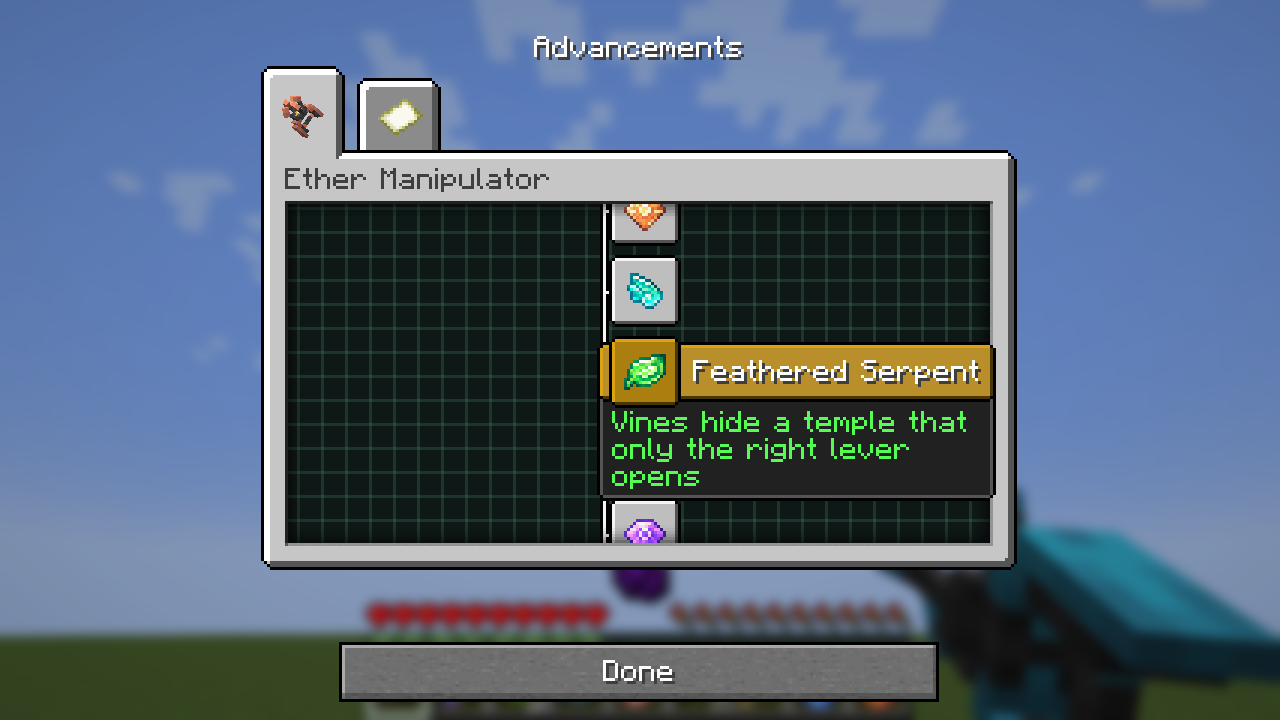 Advancements
Ether Manipulator
Feathered Serpent
Vines hide a temple that
only the right lever
opens
Done